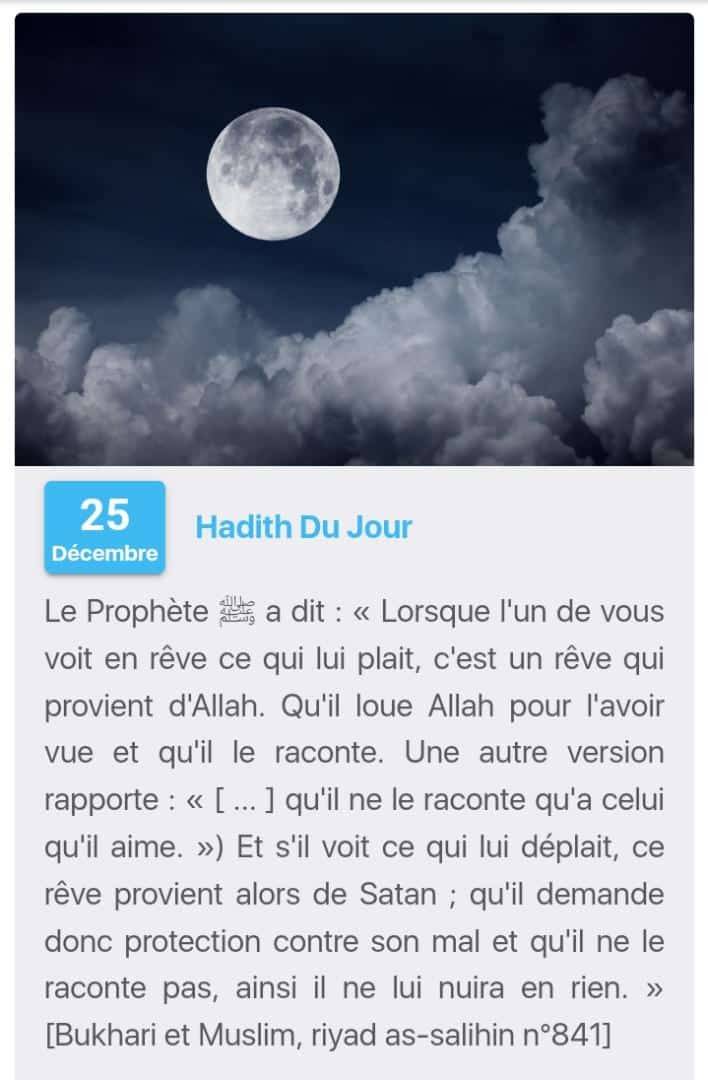 25
Décembre
Hadith Du Jour
Le Prophète ﷺ a dit : « Lorsque l'un de vous
voit en rêve ce qui lui plait, c'est un rêve qui
provient d'Allah. Qu'il loue Allah pour l'avoir
vue et qu'il le raconte. Une autre version
rapporte : « [ ... ] qu'il ne le raconte qu'a celui
qu'il aime. ») Et s'il voit ce qui lui déplait, ce
rêve provient alors de Satan ; qu'il demande
donc protection contre son mal et qu'il ne le
raconte pas, ainsi il ne lui nuira en rien. »
[Bukhari et Muslim, riyad as-salihin n°841]